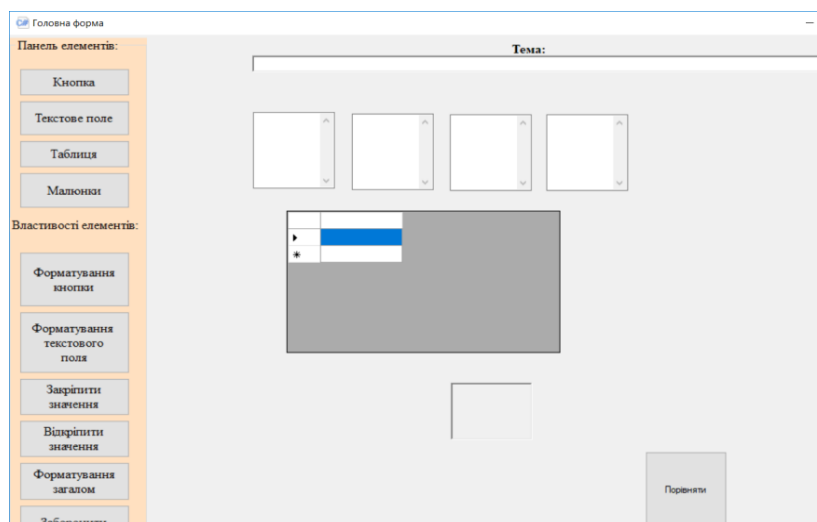 Головна форма
Панель елементів:
Кнопка
Текстове поле
Таблиця
Малюнки
Властивості елементів:
Форматування
кнопки
Форматування
текстового
поля
Закріпити
значення
Відкріпити
значення
Форматування
загалом
Тема:
Порівняти